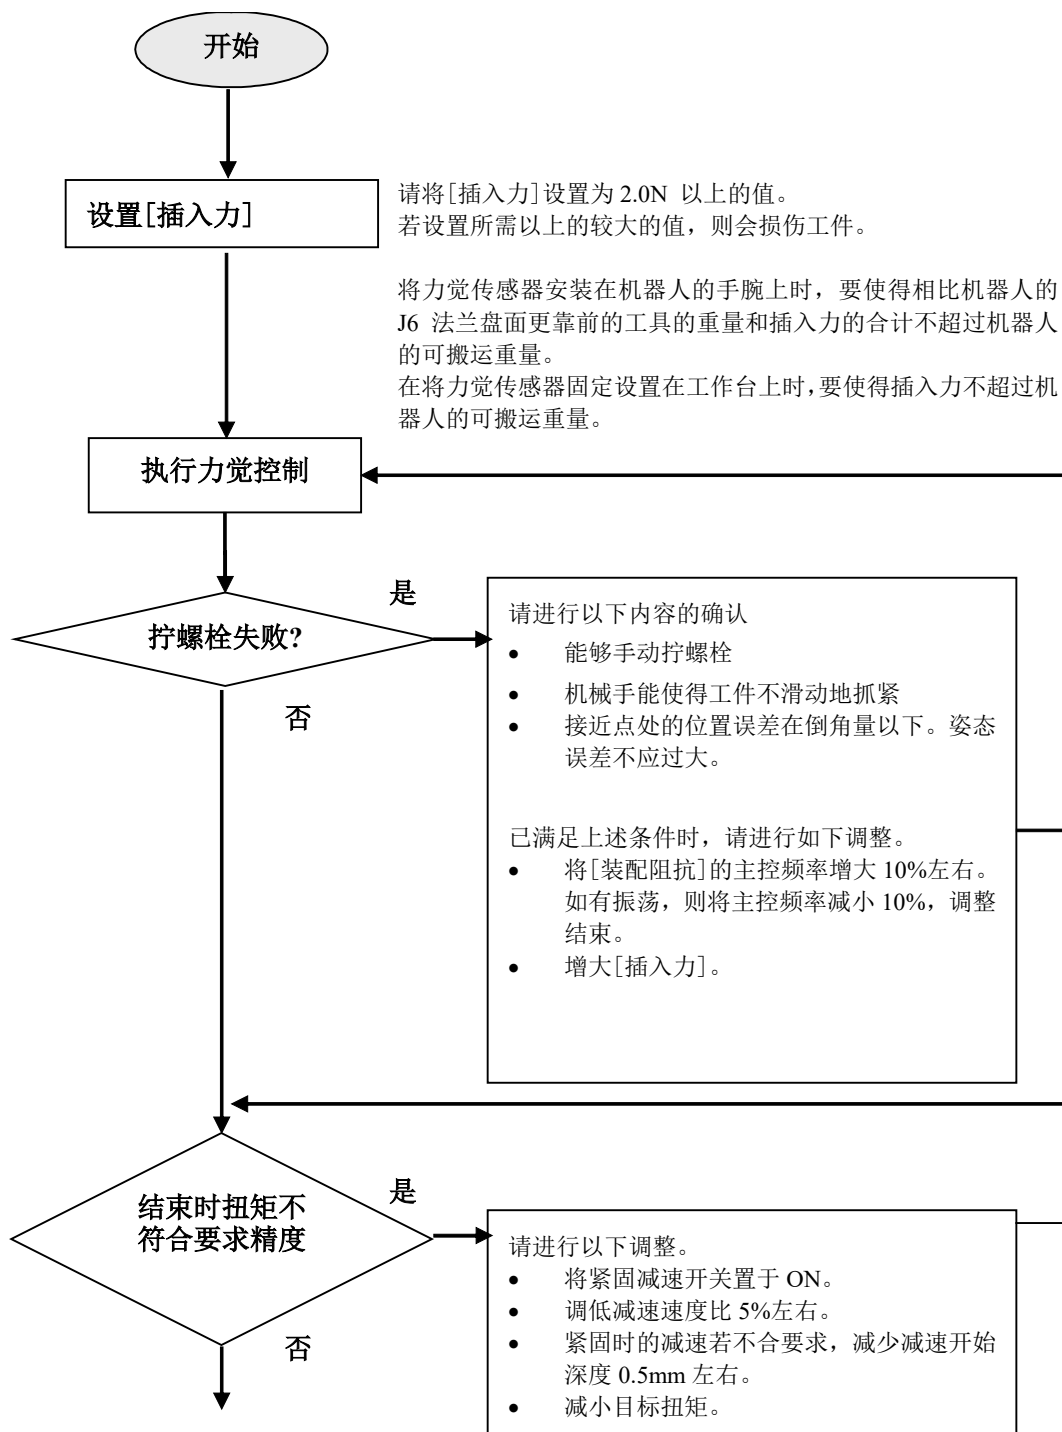 开始
设置[插入力]
请将[插入力]设置为 2.0N 以上的值。
若设置所需以上的较大的值，则会损伤工件。
将力觉传感器安装在机器人的手腕上时，要使得相比机器人的
J6 法兰盘面更靠前的工具的重量和插入力的合计不超过机器人
的可搬运重量。
在将力觉传感器固定设置在工作台上时，要使得插入力不超过机
器人的可搬运重量。
执行力觉控制
拧螺栓失败?
是
否
请进行以下内容的确认
• 能够手动拧螺栓
• 机械手能使得工件不滑动地抓紧
• 接近点处的位置误差在倒角量以下。姿态
误差不应过大。
已满足上述条件时，请进行如下调整。
• 将[装配阻抗]的主控频率增大 10%左右。
如有振荡，则将主控频率减小 10%，调整
结束。
• 增大[插入力]。
结束时扭矩不
符合要求精度
是
否
请进行以下调整。
• 将紧固减速开关置于 ON。
• 调低减速速度比 5%左右。
• 紧固时的减速若不合要求，减少减速开始
深度 0.5mm 左右。
• 减小目标扭矩。